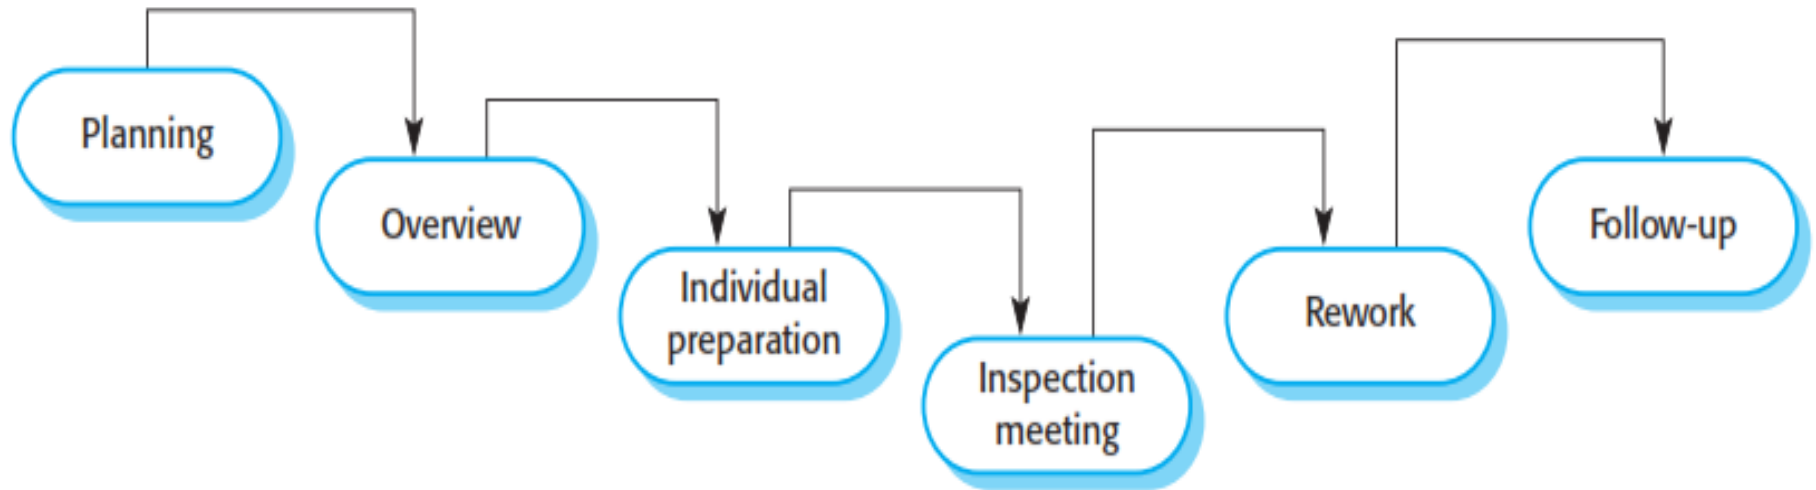 Planning
Overview
Individual
preparation
Inspection
meeting
Rework
Follow-up